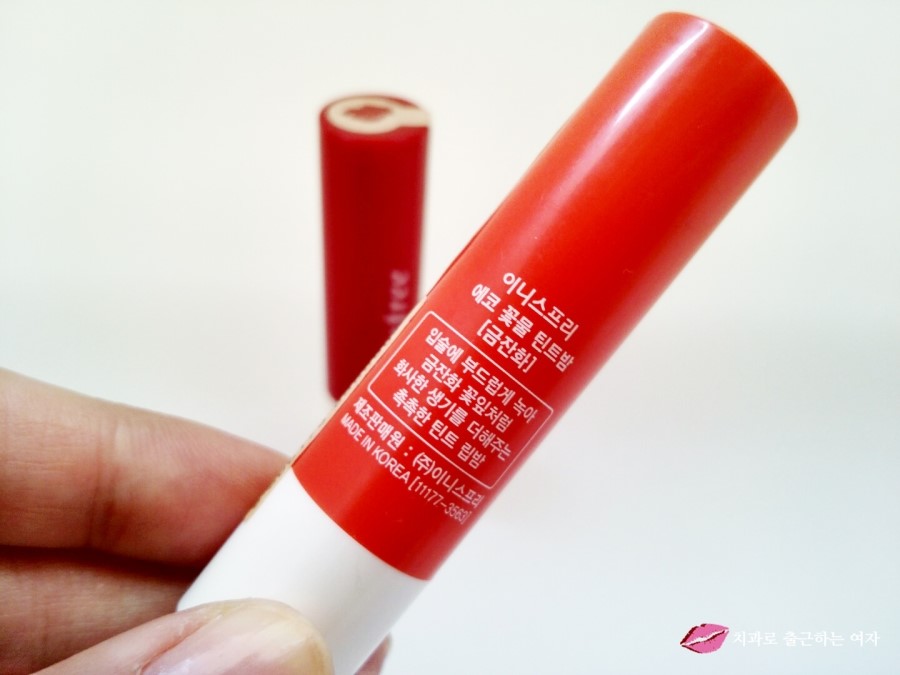 이니스프리
에코 꽃물 틴트밤
[금잔화]
입술에 부드럽게 녹아
금잔화 꽃잎처럼
화사한 생기를 더해주는
촉촉한 틴트 립밤
제조판매원 : (주)이니스프리
MADE IN KOREA [11177-3563]
치과로 출근하는 여자